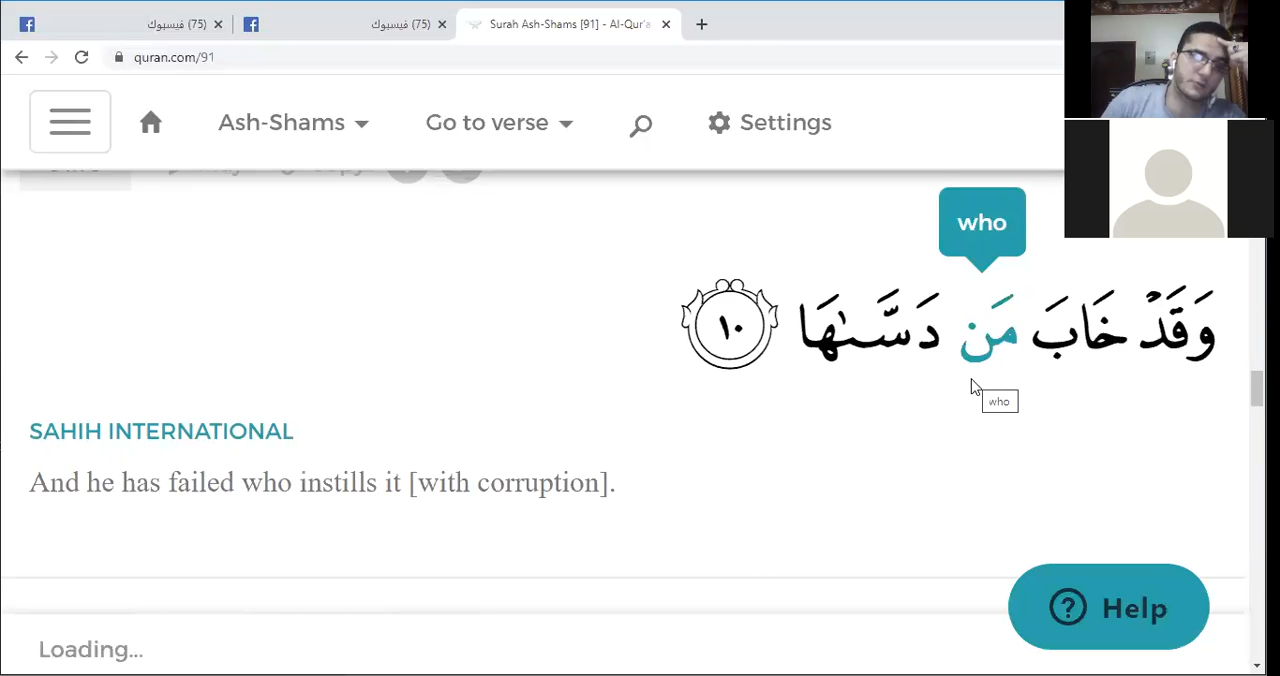 فيسبوك (75)
فيسبوك (75)
Surah Ash-Shams [91] - Al-Qur'a
quran.com/91
Ash-Shams
Go to verse
Settings
who
وَقَدْ خَابَ مَن دَسَّىٰهَا ١٠
who
SAHIH INTERNATIONAL
And he has failed who instills it [with corruption].
Help
Loading...